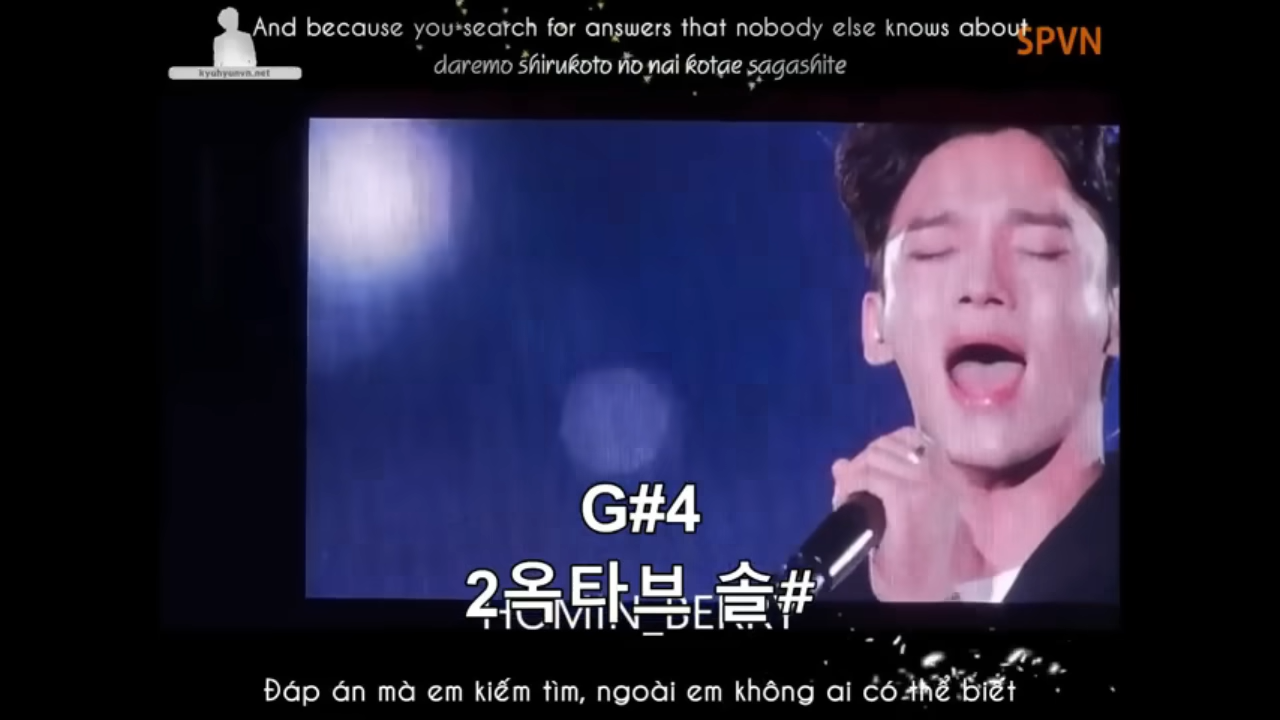 And because you search for answers that nobody else knows about
SPVN
kyuhyunvn.net
daremo shirukoto no nai kotae sagashite
G#4
2옥타브 솔#
HOMIN_BERRY
Đáp án mà em kiếm tìm, ngoài em không ai có thể biết